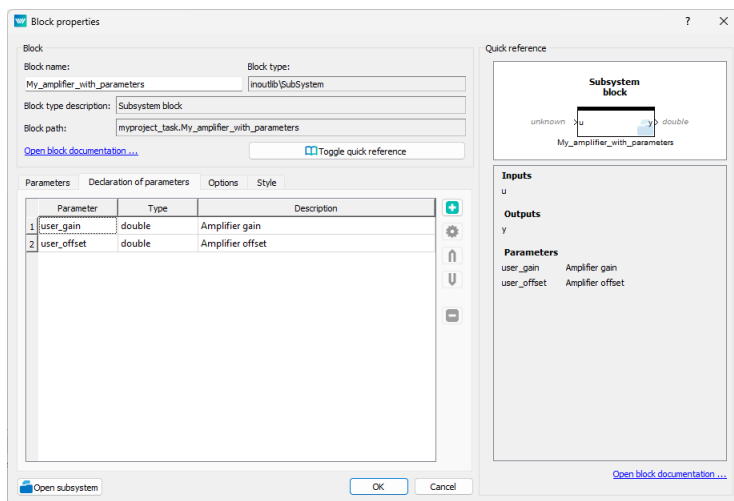 Block properties
?
Block
Block name:
Block type:
My_amplifier_with_parameters
inoutlib\SubSystem
Block type description:
Subsystem block
Block path:
myproject_task.My_amplifier_with_parameters
Open block documentation ...
Toggle quick reference
Parameters
Declaration of parameters
Options
Style
Parameter
Type
Description
1
user_gain
double
Amplifier gain
2
user_offset
double
Amplifier offset
Open subsystem
OK
Cancel
Quick reference
Subsystem
block
unknown
u
y
double
My_amplifier_with_parameters
Inputs
u
Outputs
y
Parameters
user_gain
Amplifier gain
user_offset
Amplifier offset
Open block documentation ...